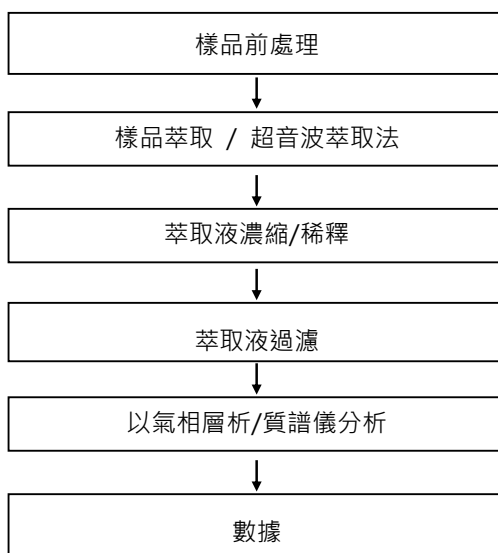 樣品前處理
樣品萃取 / 超音波萃取法
萃取液濃縮/稀釋
萃取液過濾
以氣相層析/質譜儀分析
數據